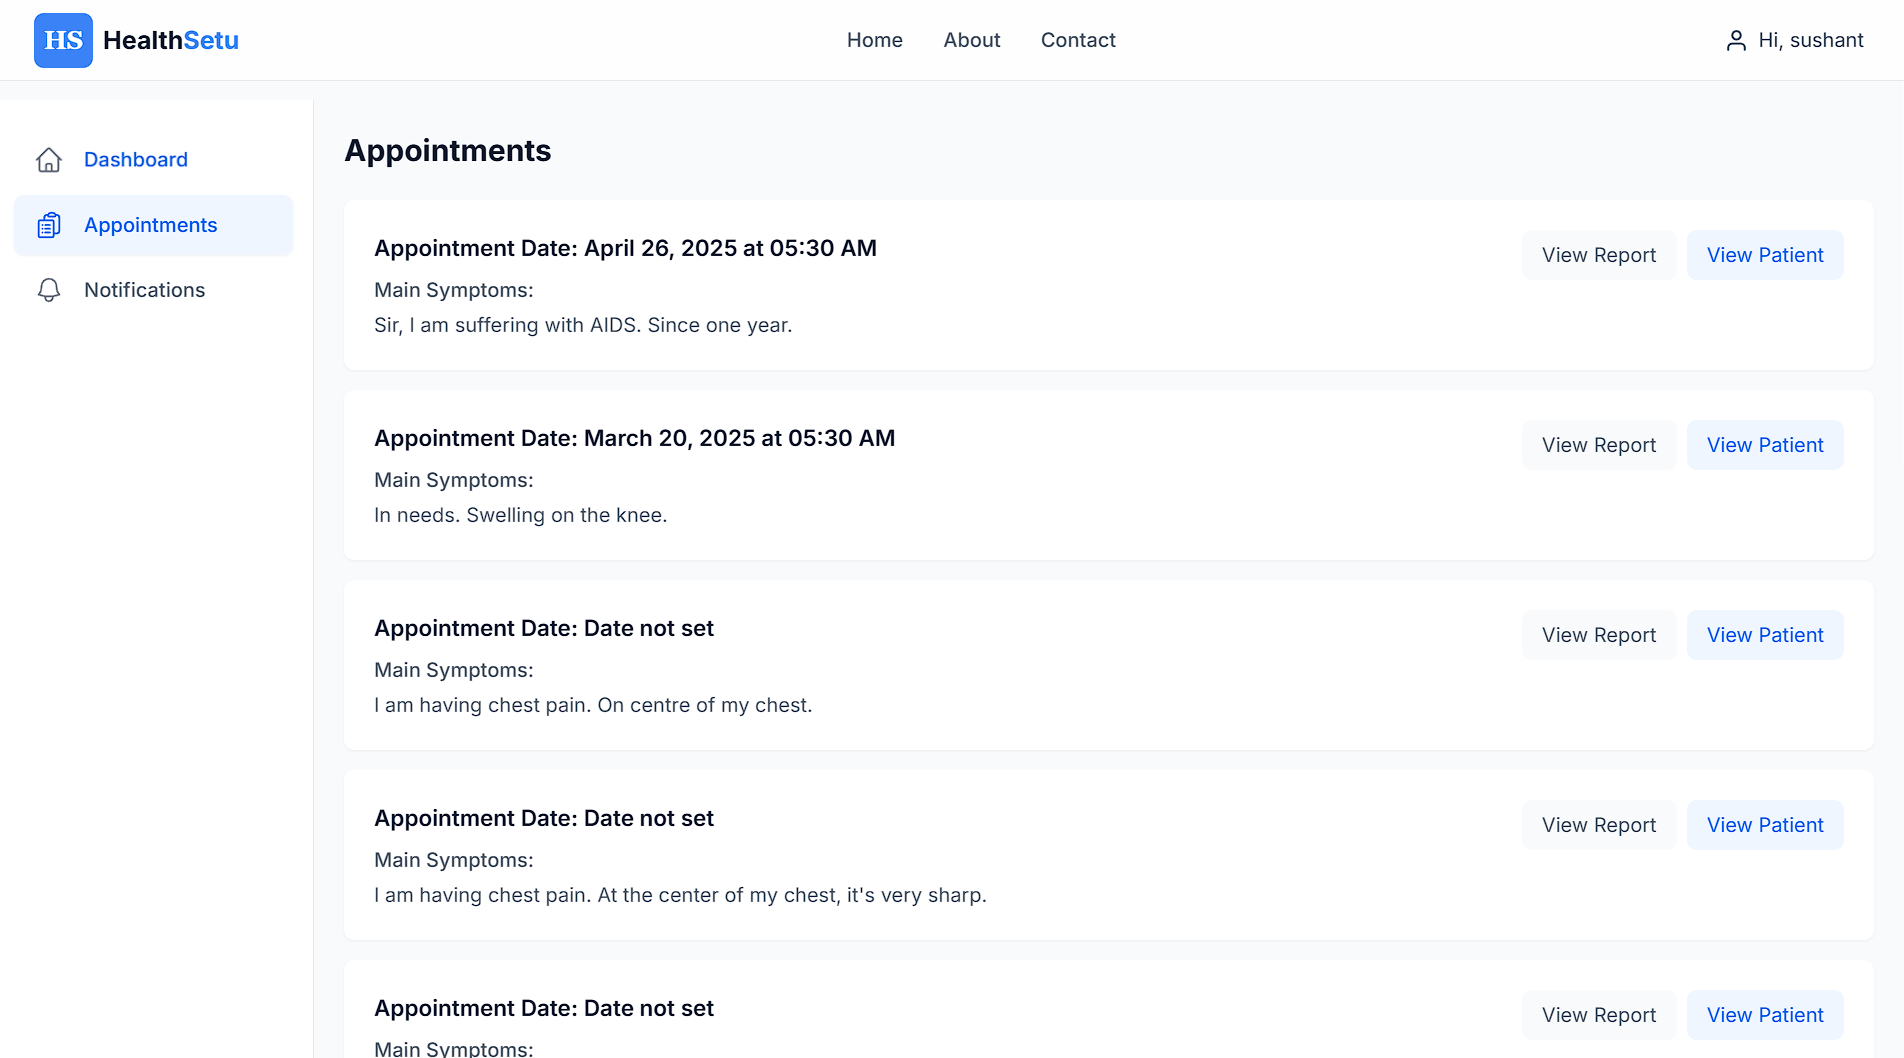 HS HealthSetu
Home About Contact
Hi, sushant
Dashboard
Appointments
Notifications
Appointments
Appointment Date: April 26, 2025 at 05:30 AM
View Report View Patient
Main Symptoms:
Sir, I am suffering with AIDS. Since one year.
Appointment Date: March 20, 2025 at 05:30 AM
View Report View Patient
Main Symptoms:
In needs. Swelling on the knee.
Appointment Date: Date not set
View Report View Patient
Main Symptoms:
I am having chest pain. On centre of my chest.
Appointment Date: Date not set
View Report View Patient
Main Symptoms:
I am having chest pain. At the center of my chest, it's very sharp.
Appointment Date: Date not set
View Report View Patient
Main Symptoms: